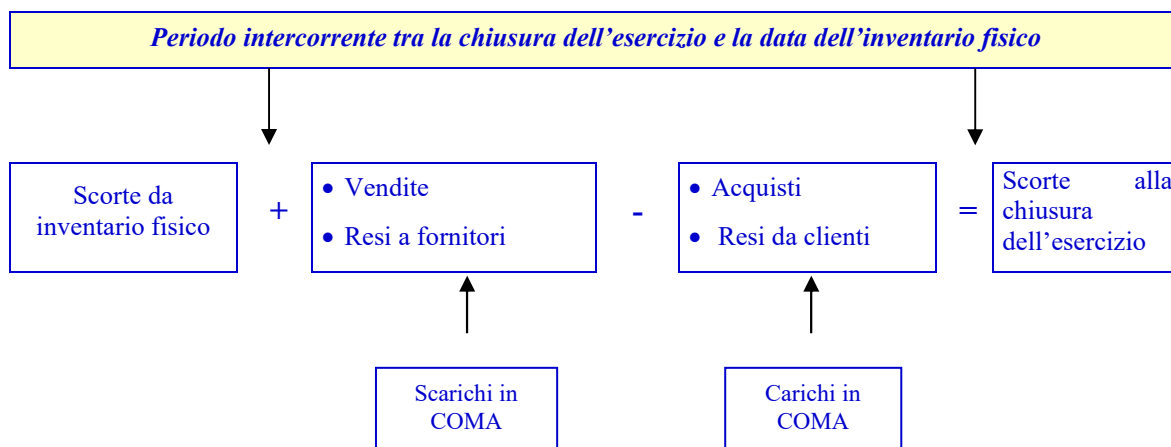 Periodo intercorrente tra la chiusura dell'esercizio e la data dell'inventario fisico
Scorte da
inventario fisico
+
• Vendite
• Resi a fornitori
-
• Acquisti
• Resi da clienti
=
Scorte alla
chiusura
dell'esercizio
Scarichi in
COMA
Carichi in
COMA